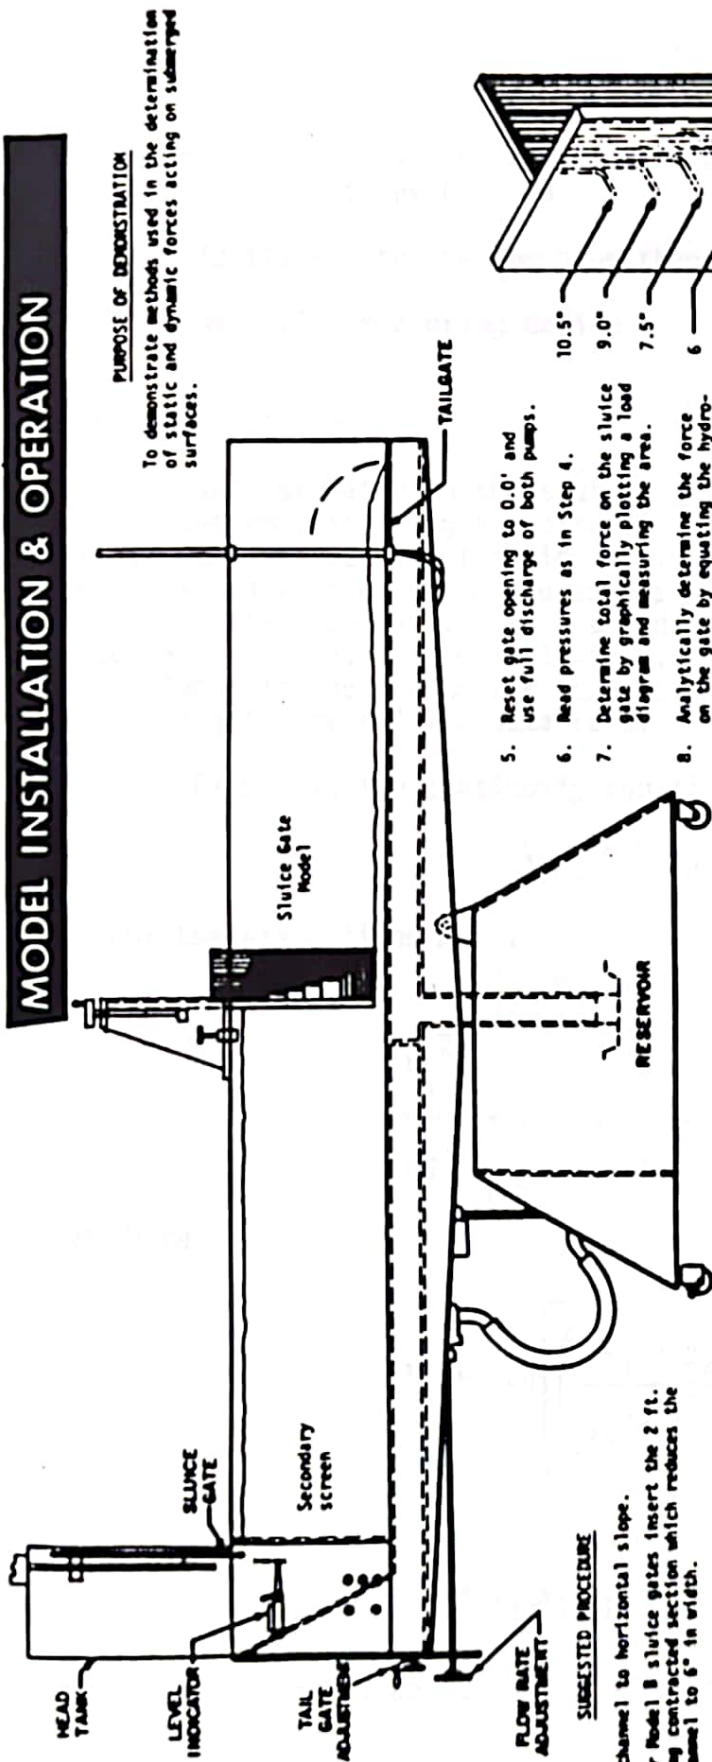 MODEL INSTALLATION & OPERATION
PURPOSE OF DEMONSTRATION
To demonstrate methods used in the determination
of static and dynamic forces acting on submerged
surfaces.
HEAD
TANK
SLUICE
GATE
LEVEL
INDICATOR
Secondary
screen
Sluice Gate
Model
TAILGATE
TAIL
GATE
ADJUSTMENT
FLOW RATE
ADJUSTMENT
RESERVOIR
SUGGESTED PROCEDURE
channel to horizontal slope.
Model B sluice gates insert the 2 ft.
contracted section which reduces the
to 6" in width.
5. Reset gate opening to 0.0' and
use full discharge of both pumps.
6. Read pressures as in Step 4.
7. Determine total force on the sluice
gate by graphically plotting a load
diagram and measuring the area.
8. Analytically determine the force
on the gate by equating the hydro-
10.5"
9.0"
7.5"
6